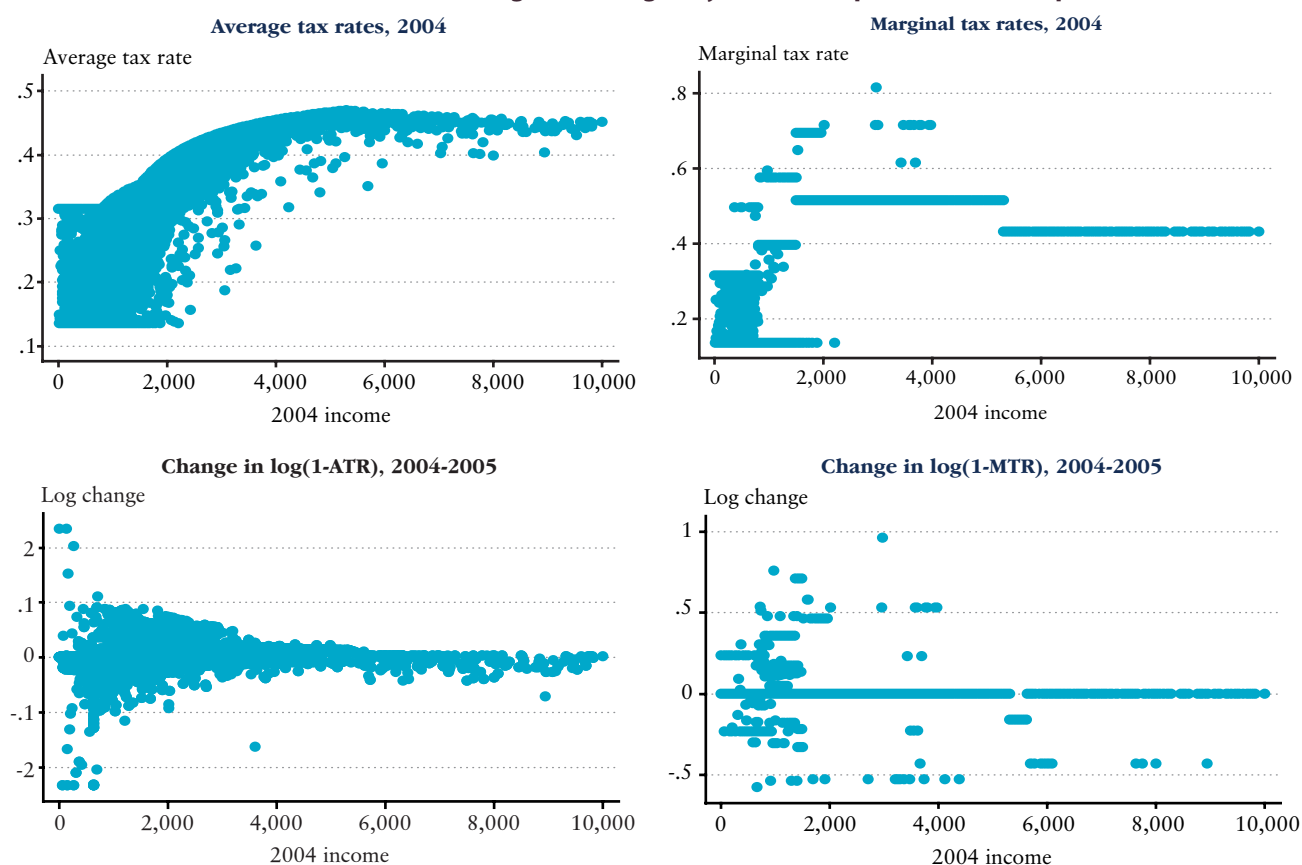 Average tax rates, 2004
Average tax rate
.5
.4
.3
.2
.1
0 2,000 4,000 6,000 8,000 10,000
2004 income
Marginal tax rates, 2004
Marginal tax rate
.8
.6
.4
.2
0 2,000 4,000 6,000 8,000 10,000
2004 income
Change in log(1-ATR), 2004-2005
Log change
2
.1
0
-.1
-2
0 2,000 4,000 6,000 8,000 10,000
2004 income
Change in log(1-MTR), 2004-2005
Log change
1
.5
0
-.5
0 2,000 4,000 6,000 8,000 10,000
2004 income